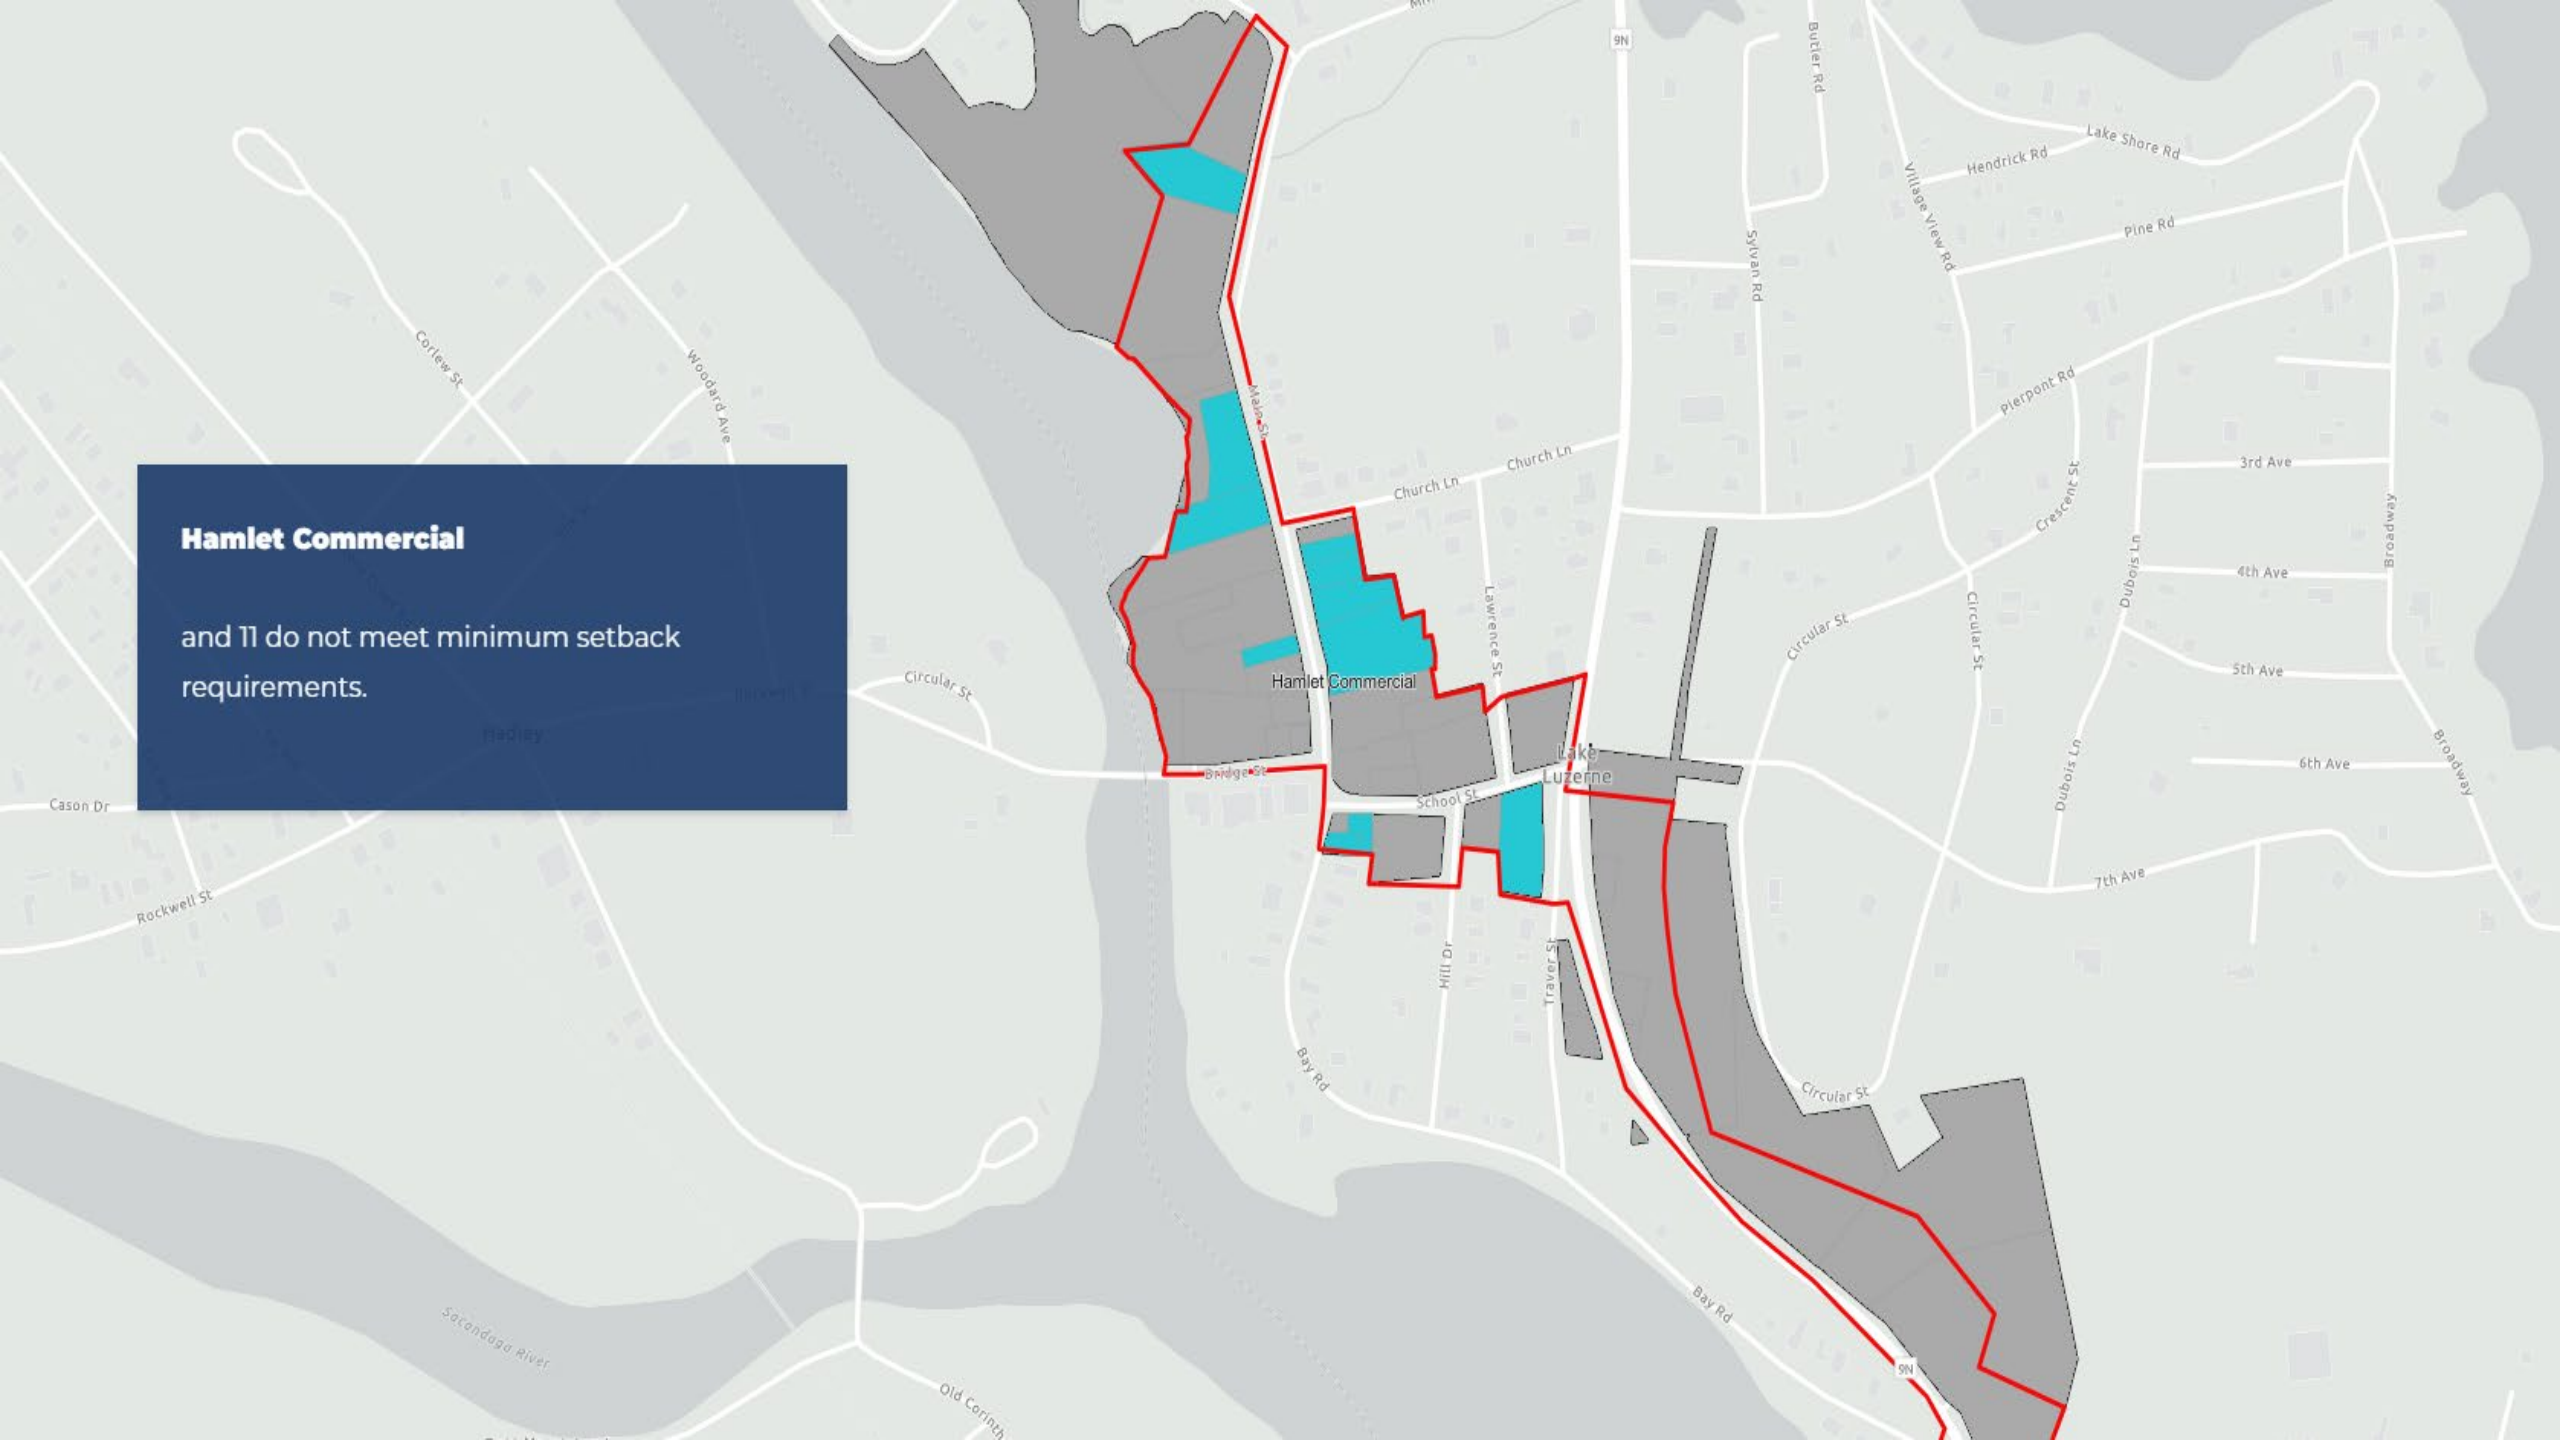 9N
Butler Rd
Lake Shore Rd
Hendrick Rd
Village View Rd
Pine Rd
Sylvan Rd
Corlew St
Woodard Ave
Main St
Pierpont Rd
Church Ln
Church Ln
3rd Ave
Crescent St
Broadway
Dubois Ln
4th Ave
Hamlet Commercial
and 11 do not meet minimum setback
requirements.
Lawrence St
Circular St
Circular St
5th Ave
Circular St
Hamlet Commercial
Hadley
Lake
Luzerne
Bridge St
School St
Dubois Ln
6th Ave
Broadway
Cason Dr
Rockwell St
7th Ave
Hill Dr
Traver St
Bay Rd
Circular St
Bay Rd
Sacandaga River
9N
Old Corinth